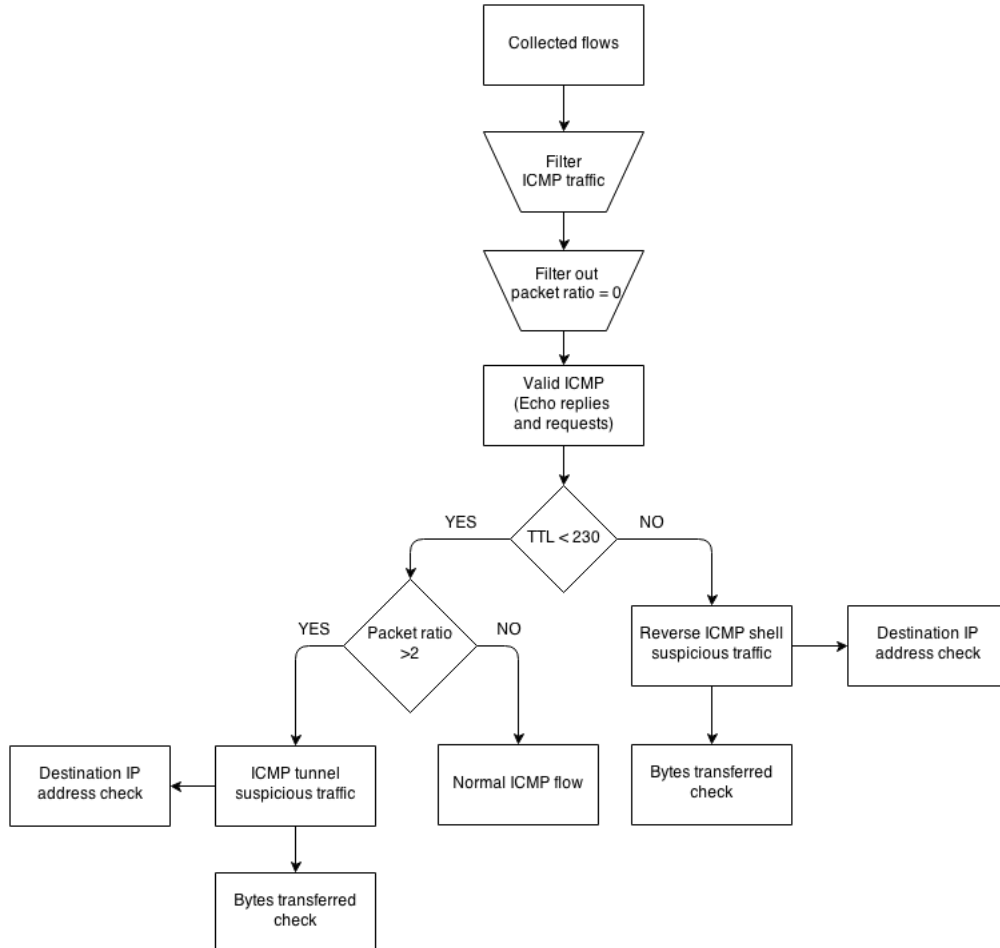 Collected flows
Filter
ICMP traffic
Filter out
packet ratio = 0
Valid ICMP
(Echo replies
and requests)
TTL < 230
YES
NO
Packet ratio
>2
YES
NO
Reverse ICMP shell
suspicious traffic
Destination IP
address check
Destination IP
address check
ICMP tunnel
suspicious traffic
Normal ICMP flow
Bytes transferred
check
Bytes transferred
check